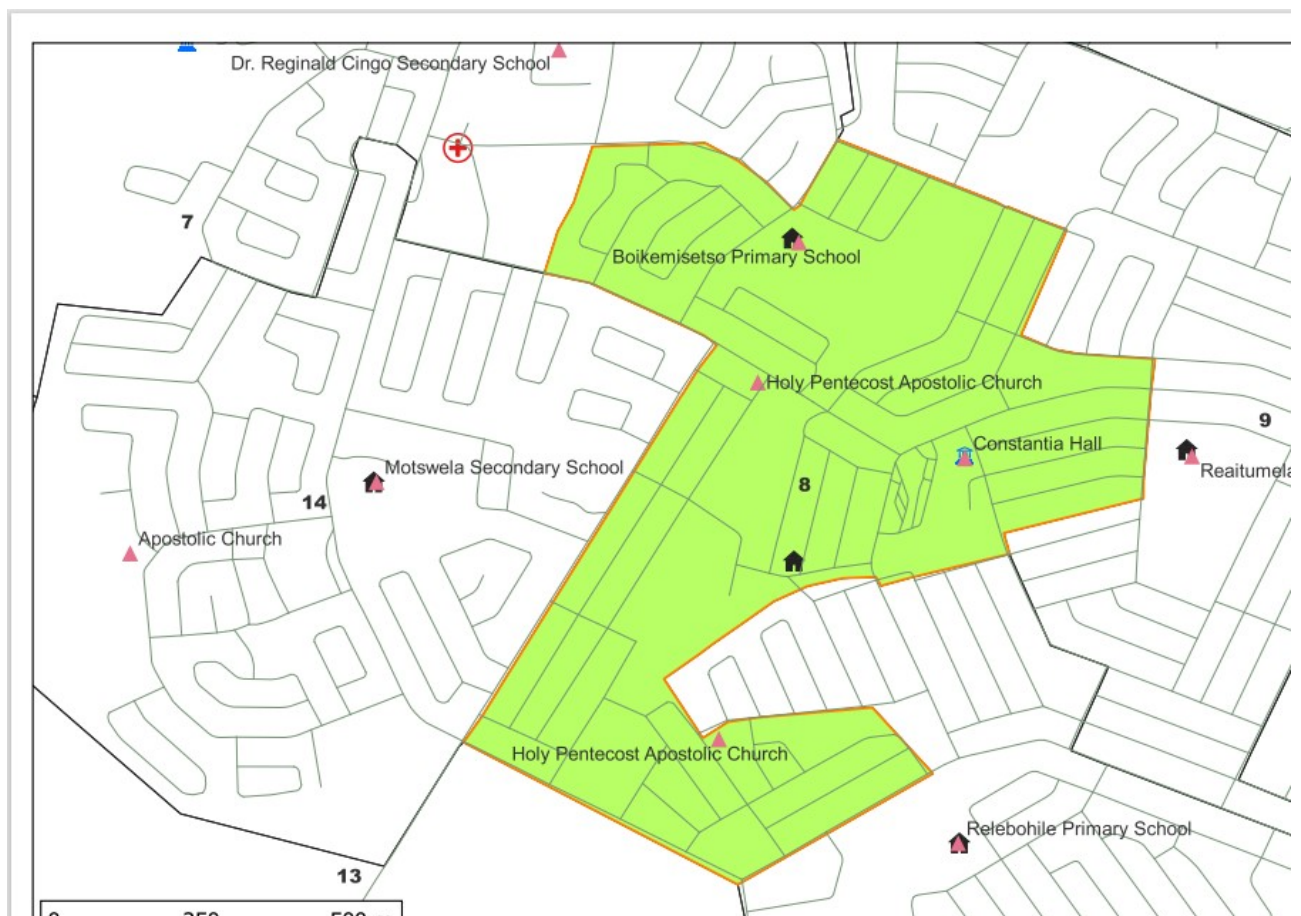 Dr. Reginald Cingo Secondary School
7
Boikemisetso Primary School
Holy Pentecost Apostolic Church
9
Constantia Hall
Motswela Secondary School
Reaitumela
8
14
Apostolic Church
Holy Pentecost Apostolic Church
Relebohile Primary School
13